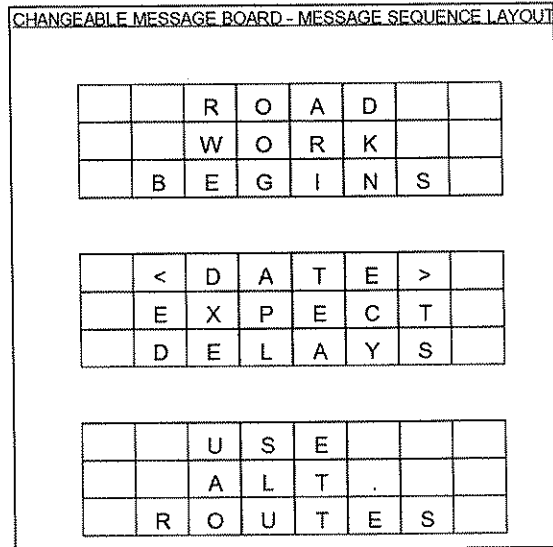 CHANGEABLE MESSAGE BOARD - MESSAGE SEQUENCE LAYOUT
ROAD
WORK
BEGINS
<DATE>
EXPECT
DELAYS
USE
ALT.
ROUTES